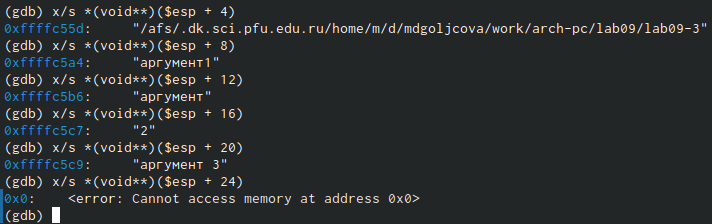 (gdb) x/s *(void**)($esp + 4)
0xffffc55d:     "/afs/.dk.sci.pfu.edu.ru/home/m/d/mdgoljcova/work/arch-pc/lab09/lab09-3"
(gdb) x/s *(void**)($esp + 8)
0xffffc5a4:     "аргумент1"
(gdb) x/s *(void**)($esp + 12)
0xffffc5b6:     "аргумент"
(gdb) x/s *(void**)($esp + 16)
0xffffc5c7:     "2"
(gdb) x/s *(void**)($esp + 20)
0xffffc5c9:     "аргумент 3"
(gdb) x/s *(void**)($esp + 24)
0x0:    <error: Cannot access memory at address 0x0>
(gdb)